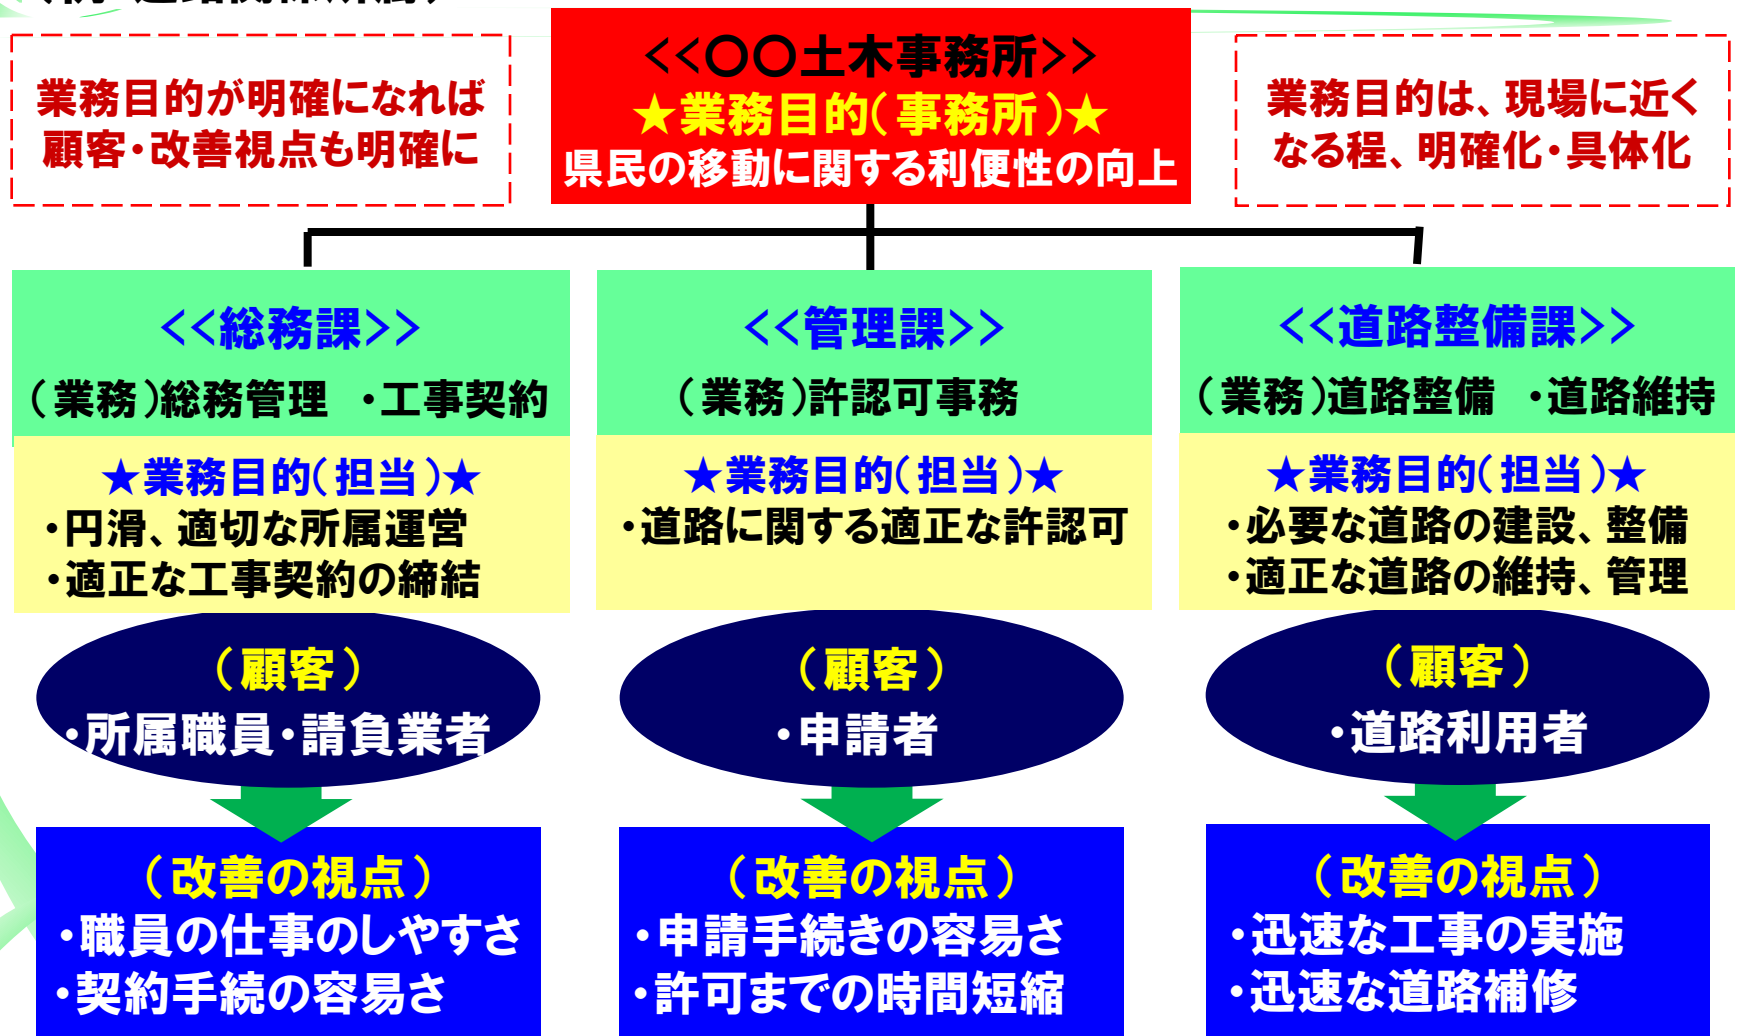 <<〇〇土木事務所>>
★業務目的(事務所)★
県民の移動に関する利便性の向上
業務目的が明確になれば
顧客・改善視点も明確に
業務目的は、現場に近く
なる程、明確化・具体化
<<総務課>>
(業務)総務管理 ・工事契約
★業務目的(担当)★
・円滑、適切な所属運営
・適正な工事契約の締結
(顧客)
・所属職員・請負業者
(改善の視点)
・職員の仕事のしやすさ
・契約手続の容易さ
<<管理課>>
(業務)許認可事務
★業務目的(担当)★
・道路に関する適正な許認可
(顧客)
・申請者
(改善の視点)
・申請手続きの容易さ
・許可までの時間短縮
<<道路整備課>>
(業務)道路整備 ・道路維持
★業務目的(担当)★
・必要な道路の建設、整備
・適正な道路の維持、管理
(顧客)
・道路利用者
(改善の視点)
・迅速な工事の実施
・迅速な道路補修